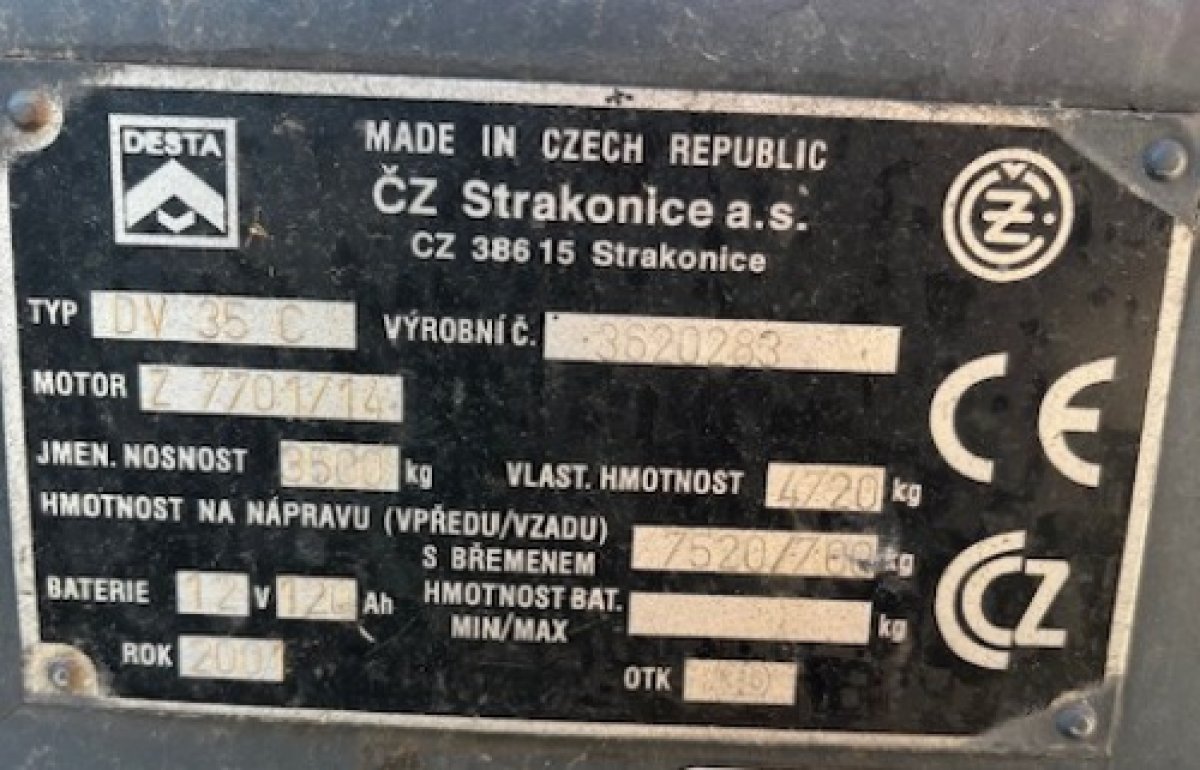 DESTA
MADE IN CZECH REPUBLIC
ČZ Strakonice a.s.
CZ 386 15 Strakonice
ČZ
TYP DV 35 C VÝROBNÍ Č. 3620283
MOTOR Z 7701/14
CE
JMEN. NOSNOST 3500 kg VLAST. HMOTNOST 4720 kg
HMOTNOST NA NÁPRAVU (VPŘEDU/VZADU)
S BŘEMENEM 7520/700 kg
CCZ
BATERIE 12 V 120 Ah HMOTNOST BAT.
MIN/MAX kg
ROK 2001 OTK